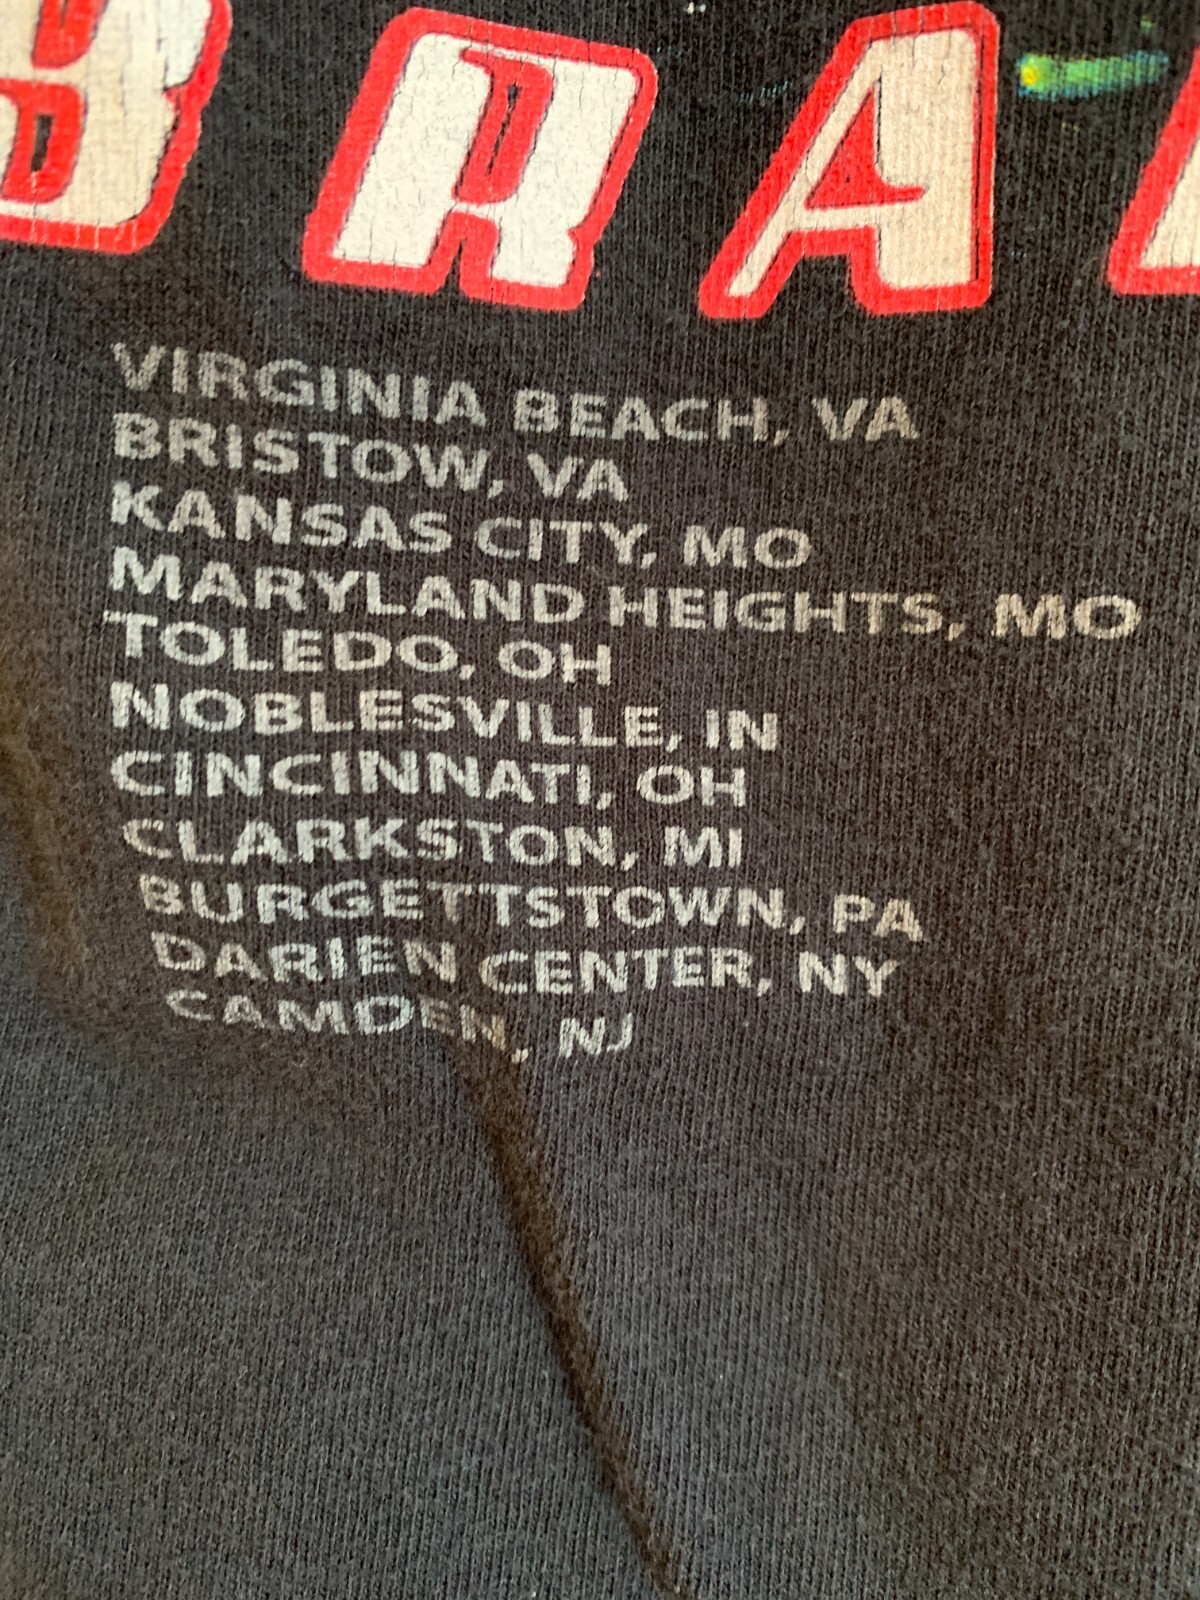 BRA
VIRGINIA BEACH, VA
BRISTOW, VA
KANSAS CITY, MO
MARYLAND HEIGHTS, MO
TOLEDO, OH
NOBLESVILLE, IN
CINCINNATI, OH
CLARKSTON, MI
BURGETTSTOWN, PA
DARIEN CENTER, NY
CAMDEN, NJ